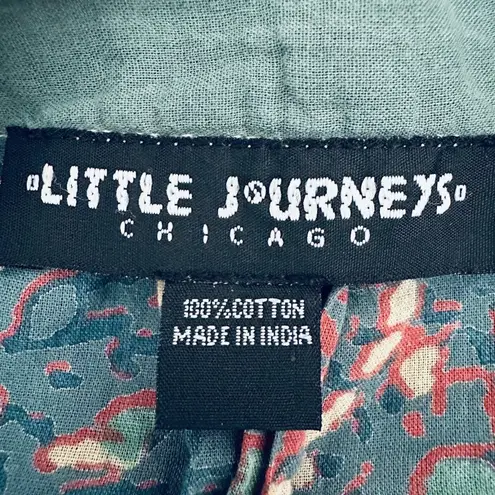 LITTLE JOURNEYS
CHICAGO
100% COTTON
MADE IN INDIA